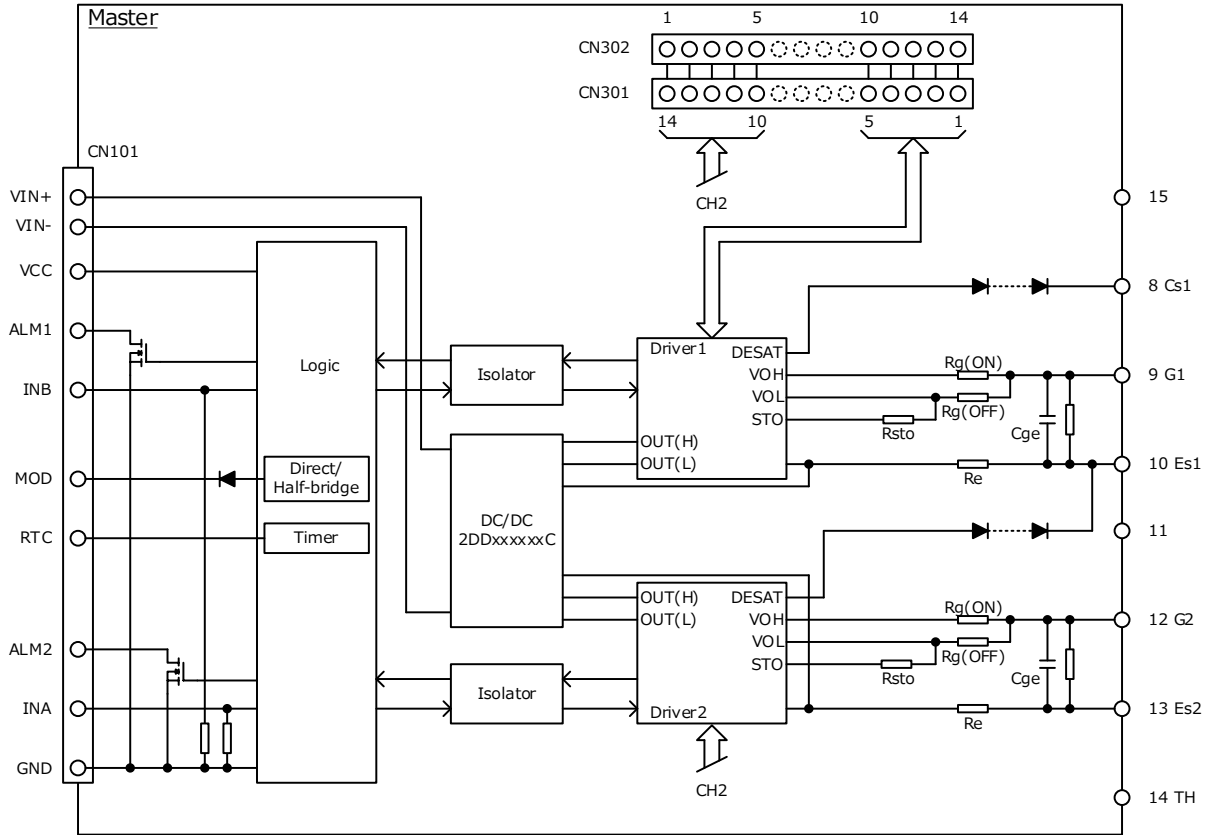 Master
1 5 10 14
CN302
CN301
14 10 5 1
CN101
CH2
VIN+
15
VIN-
VCC
8 Cs1
ALM1
Logic
Isolator
Driver1
DESAT
VOH
VOL
STO
OUT(H)
OUT(L)
Rg(ON)
Rg(OFF)
Rsto
Cge
9 G1
INB
Re
10 Es1
MOD
Direct/
Half-bridge
RTC
Timer
DC/DC
2DDxxxxxxC
11
OUT(H)
OUT(L)
DESAT
VOH
VOL
STO
Driver2
Rg(ON)
Rg(OFF)
Rsto
Cge
12 G2
ALM2
Isolator
INA
Re
13 Es2
GND
CH2
14 TH